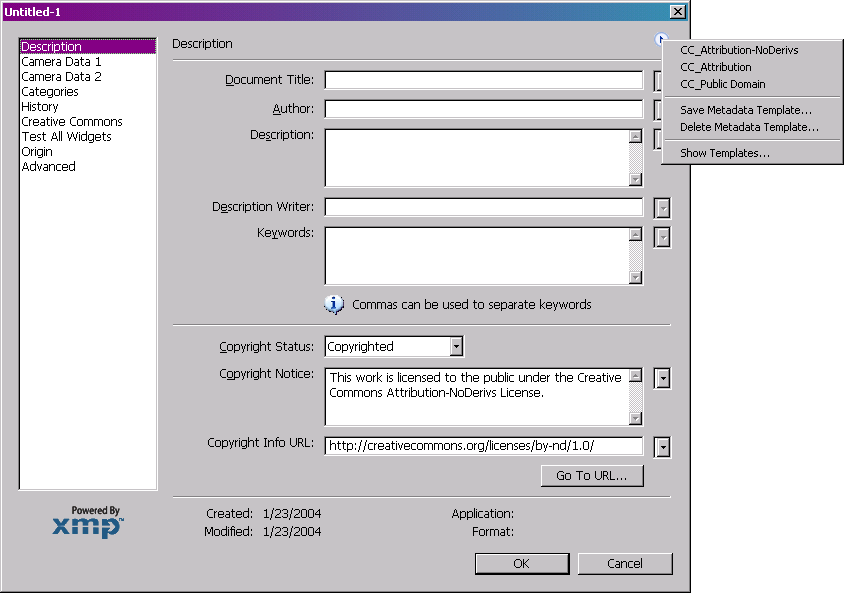 Untitled-1
Description
Camera Data 1
Camera Data 2
Categories
History
Creative Commons
Test All Widgets
Origin
Advanced
Powered By
xmp™
Description
Document Title:
Author:
Description:
Description Writer:
Keywords:
Commas can be used to separate keywords
Copyright Status: Copyrighted
Copyright Notice: This work is licensed to the public under the Creative
Commons Attribution-NoDerivs License.
Copyright Info URL: http://creativecommons.org/licenses/by-nd/1.0/
Go To URL...
Created: 1/23/2004 Application:
Modified: 1/23/2004 Format:
OK Cancel
CC_Attribution-NoDerivs
CC_Attribution
CC_Public Domain
Save Metadata Template...
Delete Metadata Template...
Show Templates...